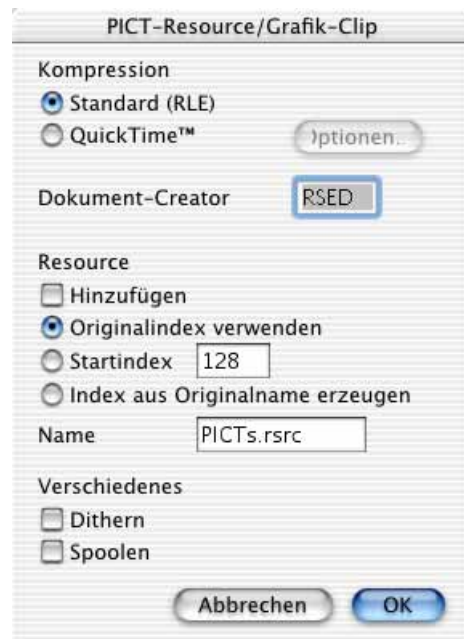 PICT-Resource/Grafik-Clip
Kompression
Standard (RLE)
QuickTime™
Optionen..
Dokument-Creator RSED
Resource
Hinzufügen
Originalindex verwenden
Startindex 128
Index aus Originalname erzeugen
Name PICTs.rsrc
Verschiedenes
Dithern
Spoolen
Abbrechen OK